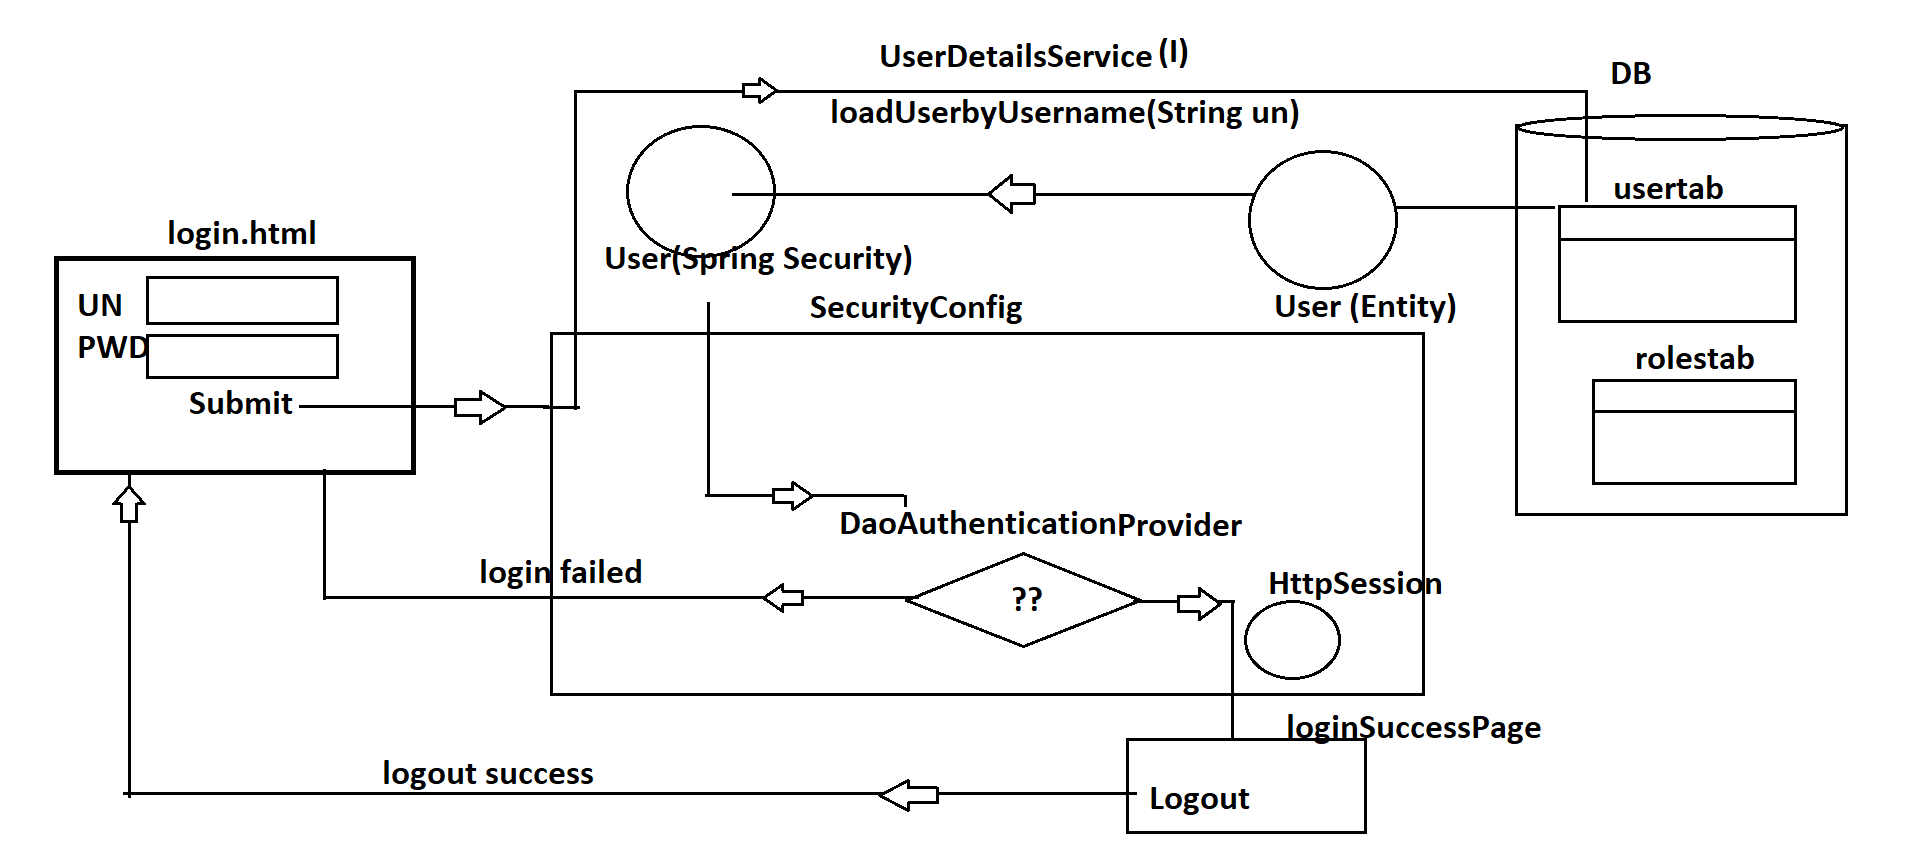 UserDetailsService (I)
DB
loadUserbyUsername(String un)
usertab
login.html
User(Spring Security)
UN
SecurityConfig
User (Entity)
PWD
rolestab
Submit
DaoAuthenticationProvider
login failed
??
HttpSession
loginSuccessPage
logout success
Logout